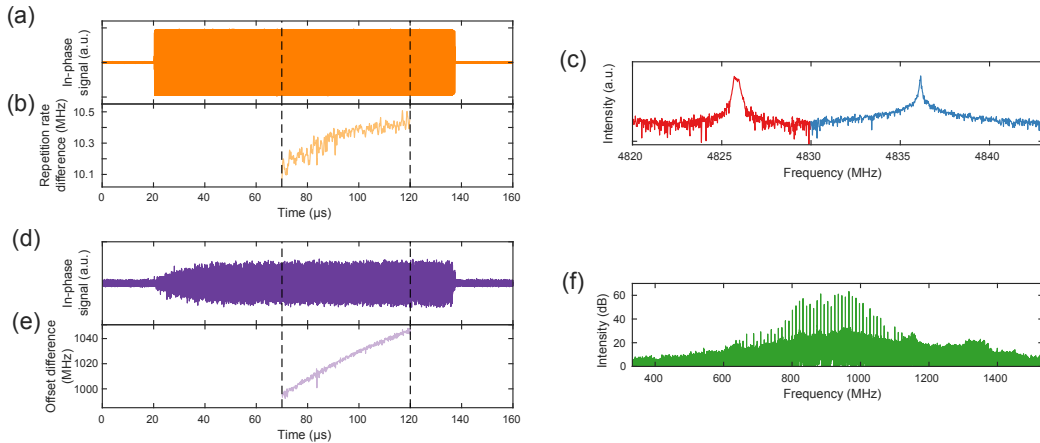 (a)
In-phase
signal (a.u.)
(b)
Repetition rate
difference (MHz)
10.5
10.3
10.1
0 20 40 60 80 100 120 140 160
Time (µs)
(c)
Intensity (a.u.)
4820 4825 4830 4835 4840
Frequency (MHz)
(d)
In-phase
signal (a.u.)
(e)
Offset difference
(MHz)
1040
1020
1000
0 20 40 60 80 100 120 140 160
Time (µs)
(f)
Intensity (dB)
60
40
20
0
400 600 800 1000 1200 1400
Frequency (MHz)